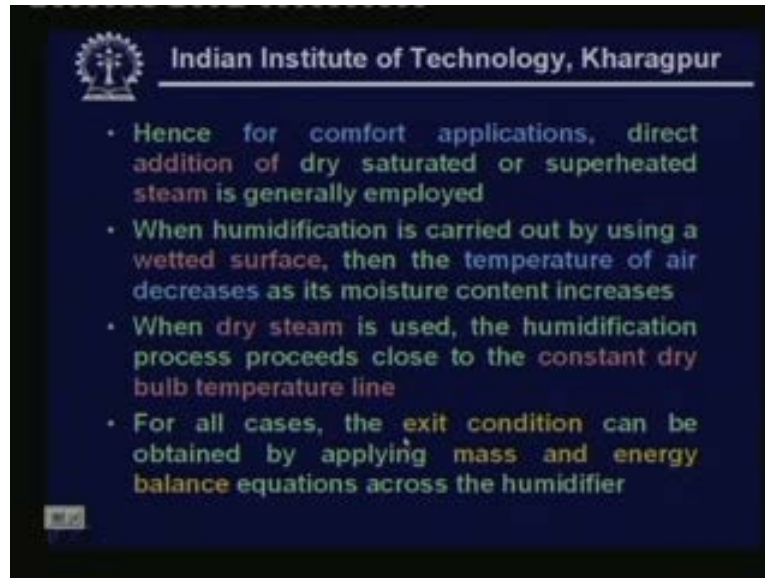 Indian Institute of Technology, Kharagpur
• Hence for comfort applications, direct
addition of dry saturated or superheated
steam is generally employed
• When humidification is carried out by using a
wetted surface, then the temperature of air
decreases as its moisture content increases
• When dry steam is used, the humidification
process proceeds close to the constant dry
bulb temperature line
• For all cases, the exit condition can be
obtained by applying mass and energy
balance equations across the humidifier